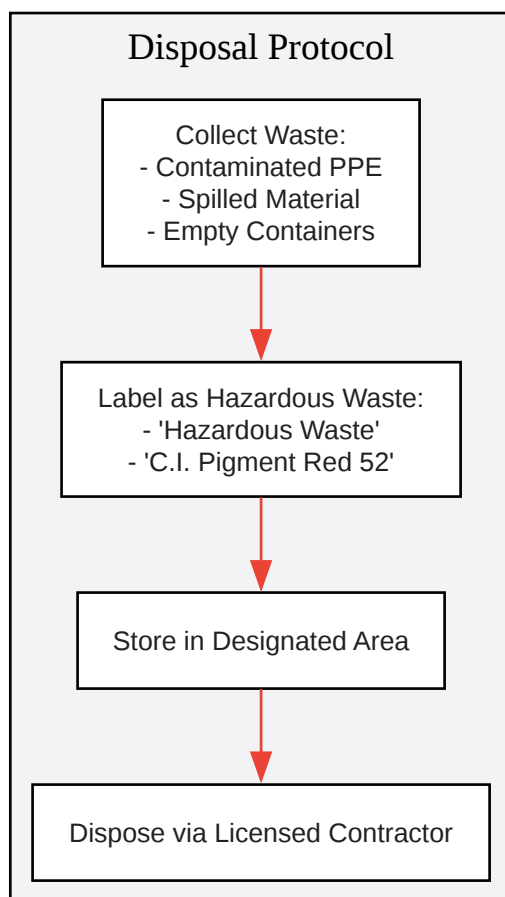 Disposal Protocol
Collect Waste:
- Contaminated PPE
- Spilled Material
- Empty Containers
Label as Hazardous Waste:
- 'Hazardous Waste'
- 'C.I. Pigment Red 52'
Store in Designated Area
Dispose via Licensed Contractor